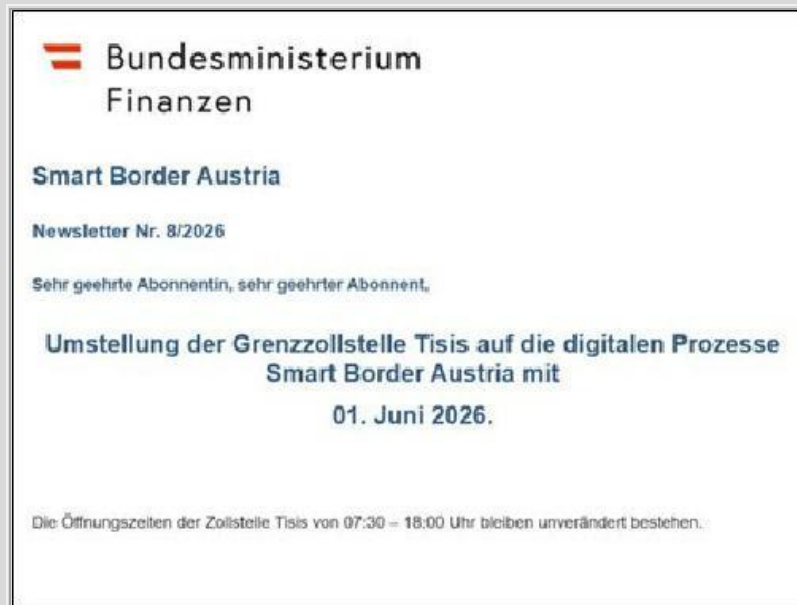 Bundesministerium
Finanzen
Smart Border Austria
Newsletter Nr. 8/2026
Sehr geehrte Abonnentin, sehr geehrter Abonnent,
Umstellung der Grenzzollstelle Tisis auf die digitalen Prozesse
Smart Border Austria mit
01. Juni 2026.
Die Öffnungszeiten der Zollstelle Tisis von 07:30 – 18:00 Uhr bleiben unverändert bestehen.